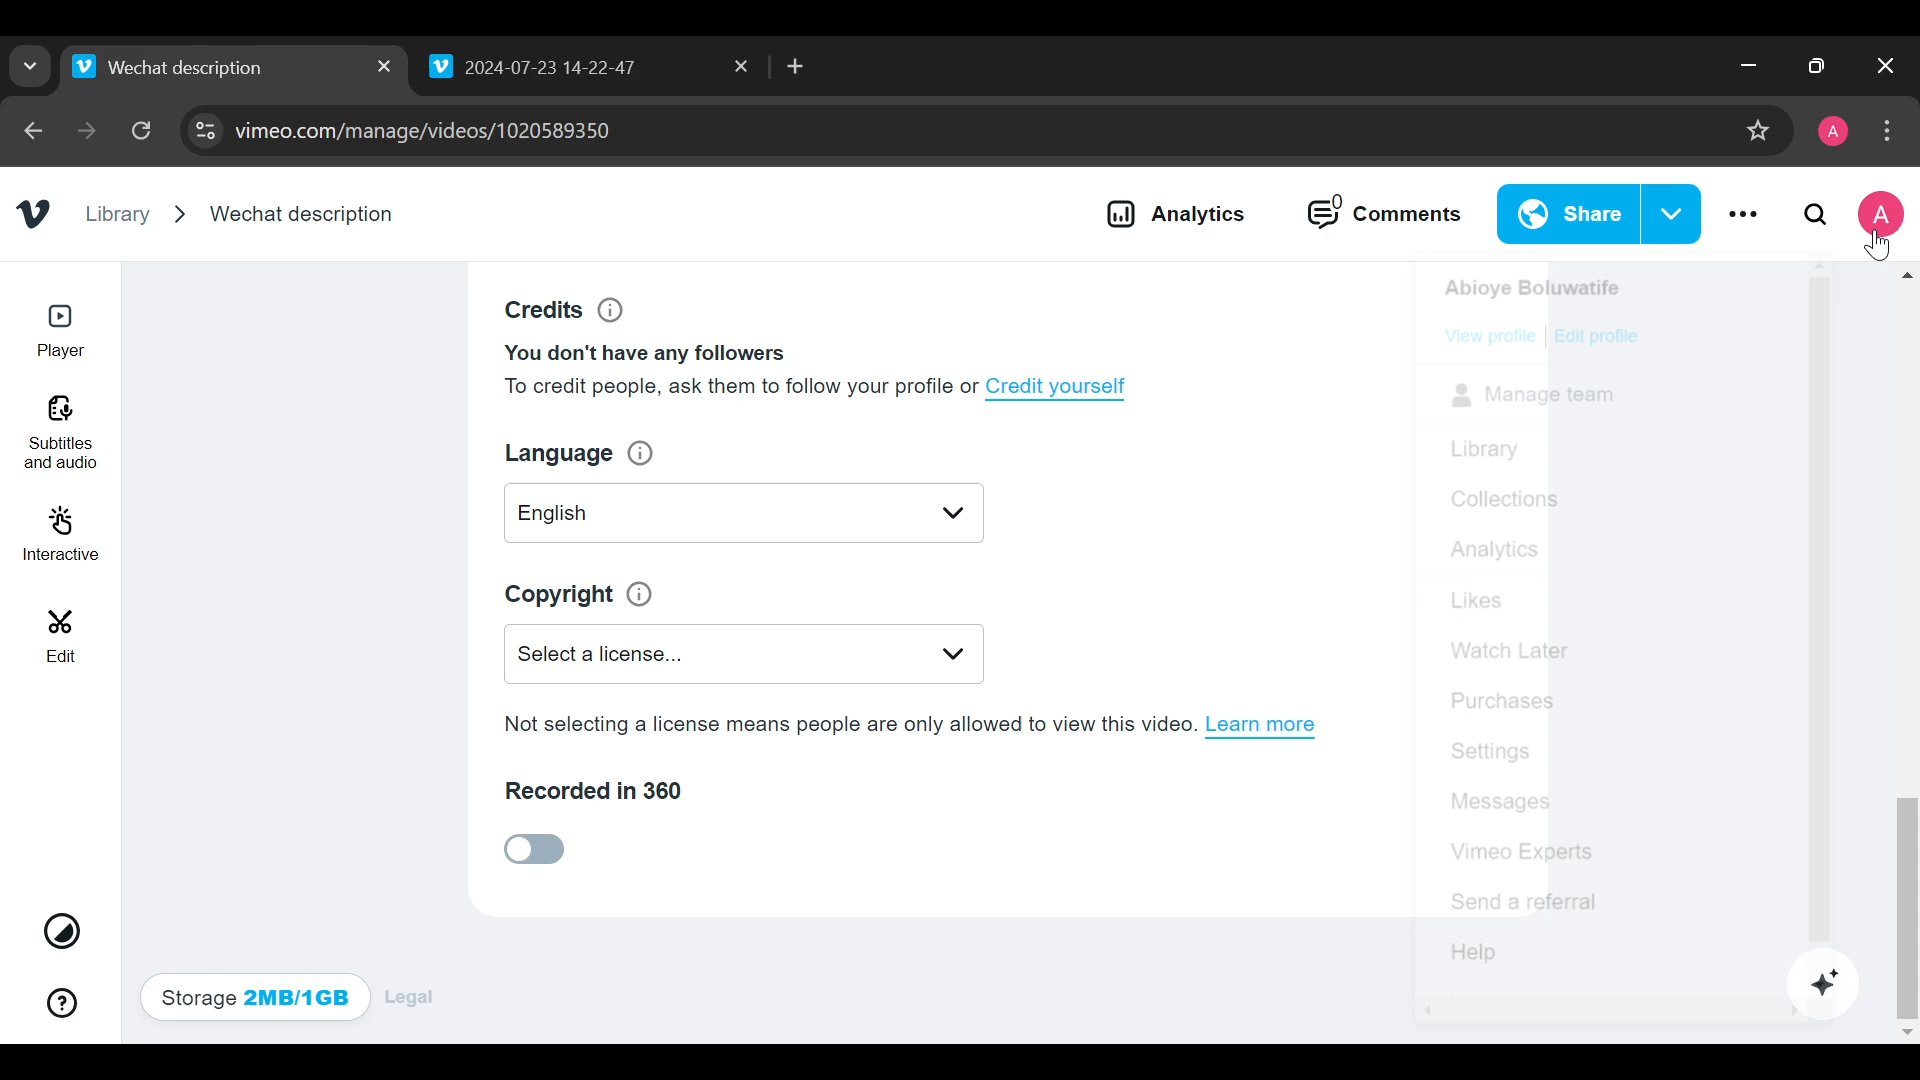 Wechat description
2024-07-23 14-22-47
vimeo.com/manage/videos/1020589350
A
Library
Wechat description
Analytics
0
Comments
Share
A
Player
Subtitles
and audio
Interactive
Edit
Credits
You don't have any followers
To credit people, ask them to follow your profile or Credit yourself
Language
English
Copyright
Select a license...
Not selecting a license means people are only allowed to view this video. Learn more
Recorded in 360
Abioye Boluwatife
View profile
Edit profile
Manage team
Library
Collections
Analytics
Likes
Watch Later
Purchases
Settings
Messages
Vimeo Experts
Send a referral
Help
Storage 2MB/1GB
Legal